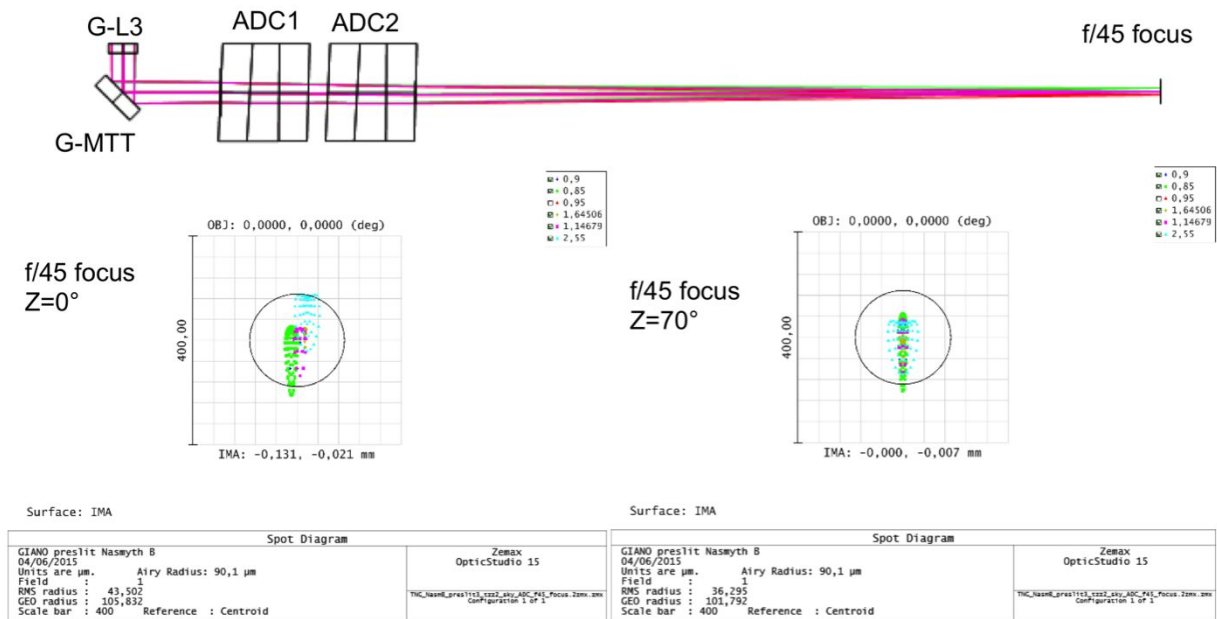 G-L3
ADC1
ADC2
f/45 focus
G-MTT
0,9
0,85
0,95
1,64506
1,14679
2,55
OBJ: 0,0000, 0,0000 (deg)
f/45 focus
Z=0°
400,00
IMA: -0,131, -0,021 mm
Surface: IMA
Spot Diagram
GIANO preslit Nasmyth B
04/06/2015
Units are µm. Airy Radius: 90,1 µm
Field : 1
RMS radius : 43,502
GEO radius : 105,832
Scale bar : 400 Reference : Centroid
Zemax
OpticStudio 15
Configuration 1 of 1
0,9
0,85
0,95
1,64506
1,14679
2,55
OBJ: 0,0000, 0,0000 (deg)
f/45 focus
Z=70°
400,00
IMA: -0,000, -0,007 mm
Surface: IMA
Spot Diagram
GIANO preslit Nasmyth B
04/06/2015
Units are µm. Airy Radius: 90,1 µm
Field : 1
RMS radius : 36,295
GEO radius : 101,792
Scale bar : 400 Reference : Centroid
Zemax
OpticStudio 15
Configuration 1 of 1